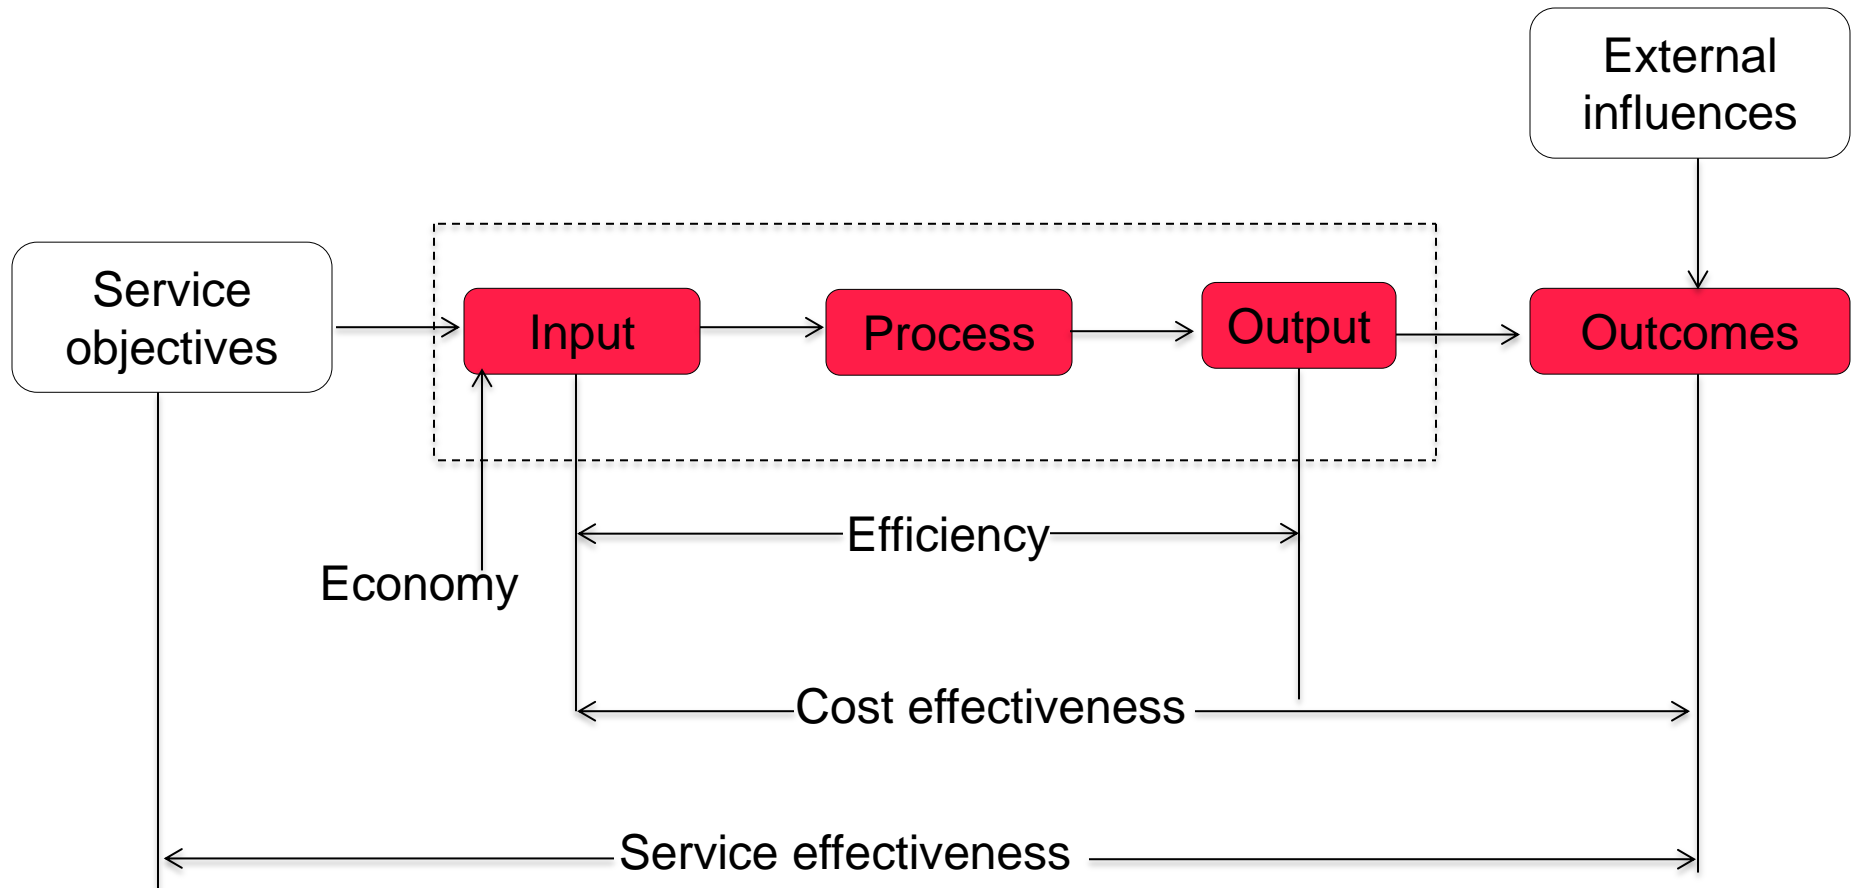 External
influences
Service
objectives
Input
Process
Output
Outcomes
Efficiency
Economy
Cost effectiveness
Service effectiveness